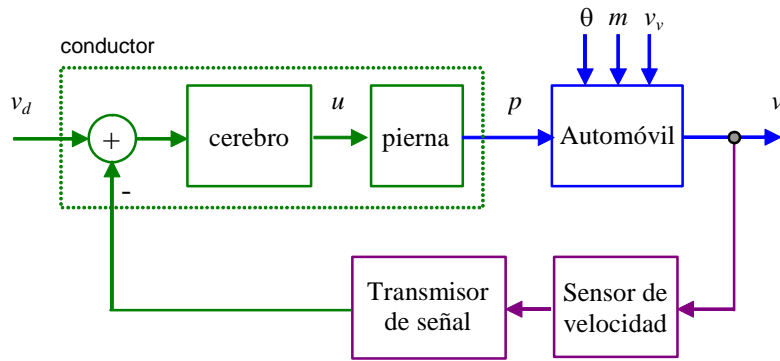 θ m v_v
conductor
v_d
+
-
cerebro
u
pierna
p
Automóvil
v
Transmisor
de señal
Sensor de
velocidad